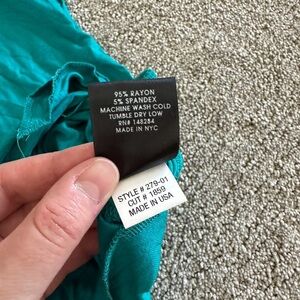 95% RAYON
5% SPANDEX
MACHINE WASH COLD
TUMBLE DRY LOW
RN# 148284
MADE IN NYC
STYLE # 279-01
CUT # 1859
MADE IN USA